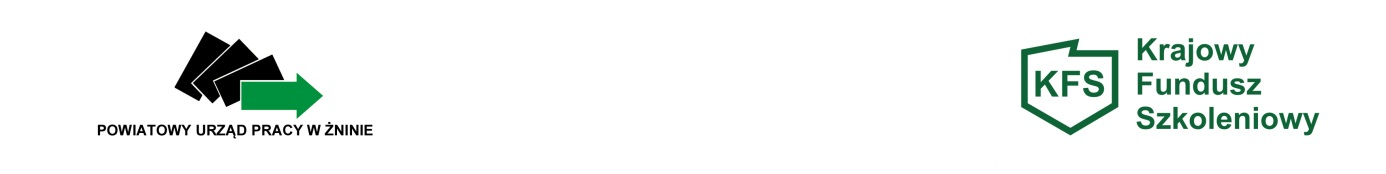 POWIATOWY URZĄD PRACY W ŻNINIE
KFS
Krajowy
Fundusz
Szkoleniowy